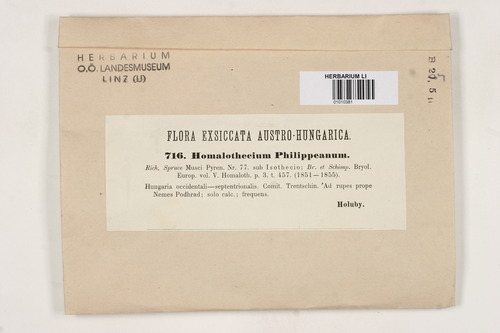 HERBARIUM
O.Ö. LANDESMUSEUM
LINZ (U)
HERBARIUM LI
01010381
FLORA EXSICCATA AUSTRO-HUNGARICA.
716. Homalothecium Philippeanum.
Rich. Spruce Musci Pyren. Nr. 77. sub Isothecio; Br. et Schimp. Bryol.
Europ. vol. V. Homaloth. p. 3. t. 457. (1851—1855).
Hungaria occidentali—septentrionalis. Comit. Trentschin. Ad rupes prope
Nemes Podhrad; solo calc.; frequens.
Holuby.